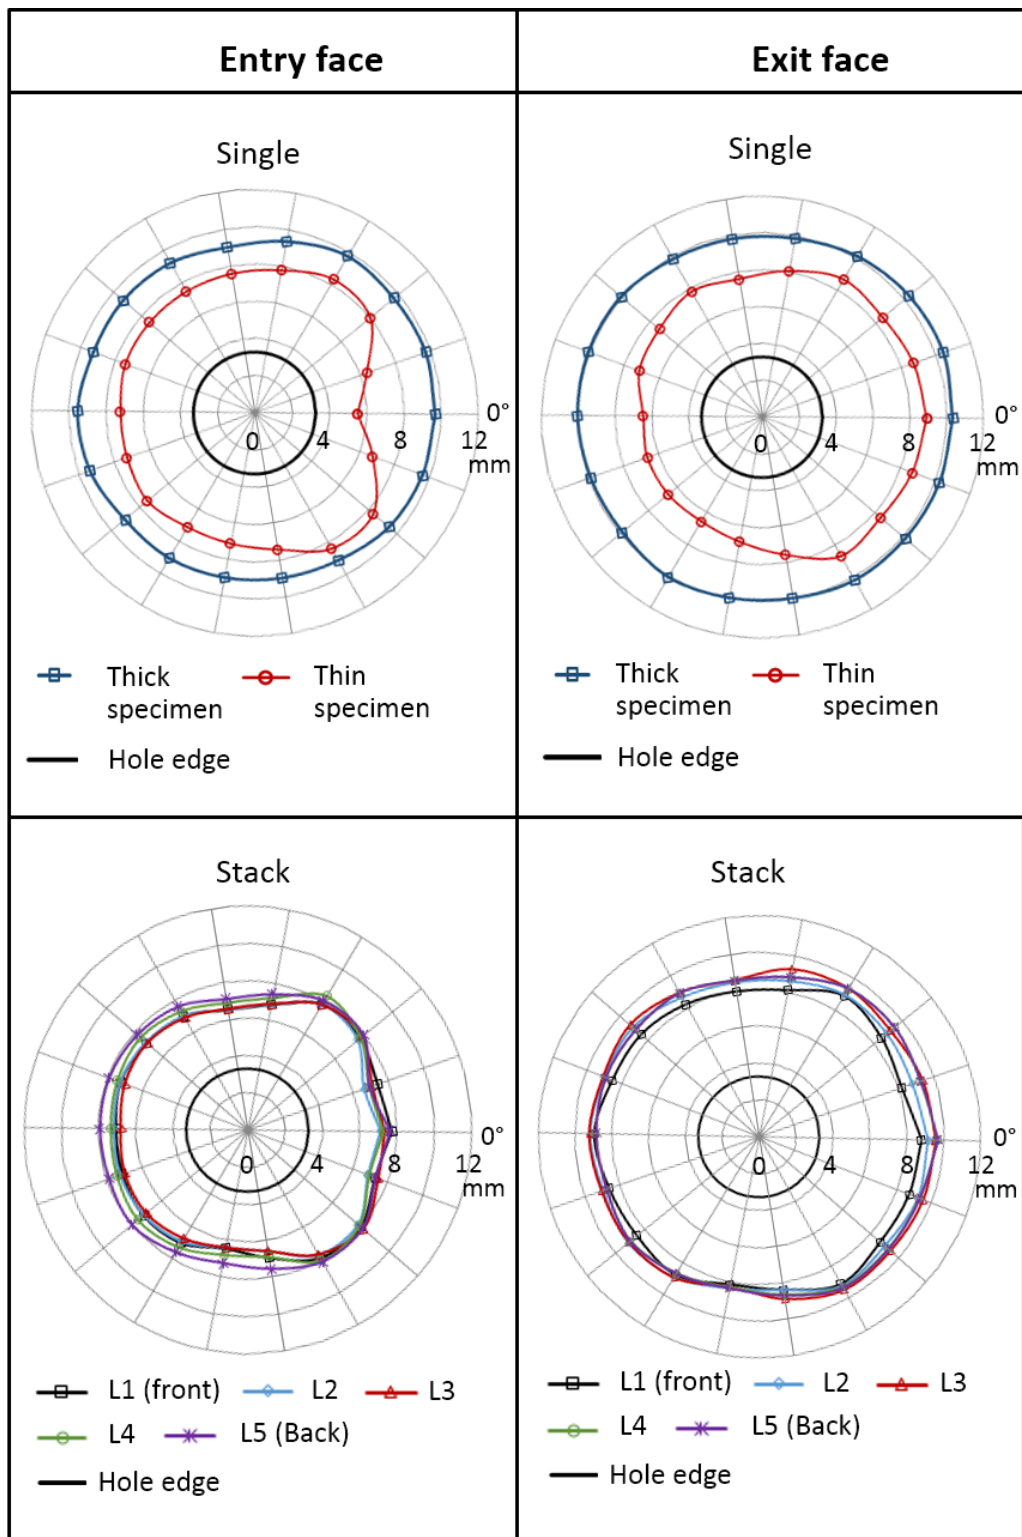 Entry face
Exit face
Single
0°
0 4 8 12
mm
Thick specimen
Thin specimen
Hole edge
Single
0°
0 4 8 12
mm
Thick specimen
Thin specimen
Hole edge
Stack
0°
0 4 8 12
mm
L1 (front) L2 L3
L4 L5 (Back)
Hole edge
Stack
0°
0 4 8 12
mm
L1 (front) L2 L3
L4 L5 (Back)
Hole edge